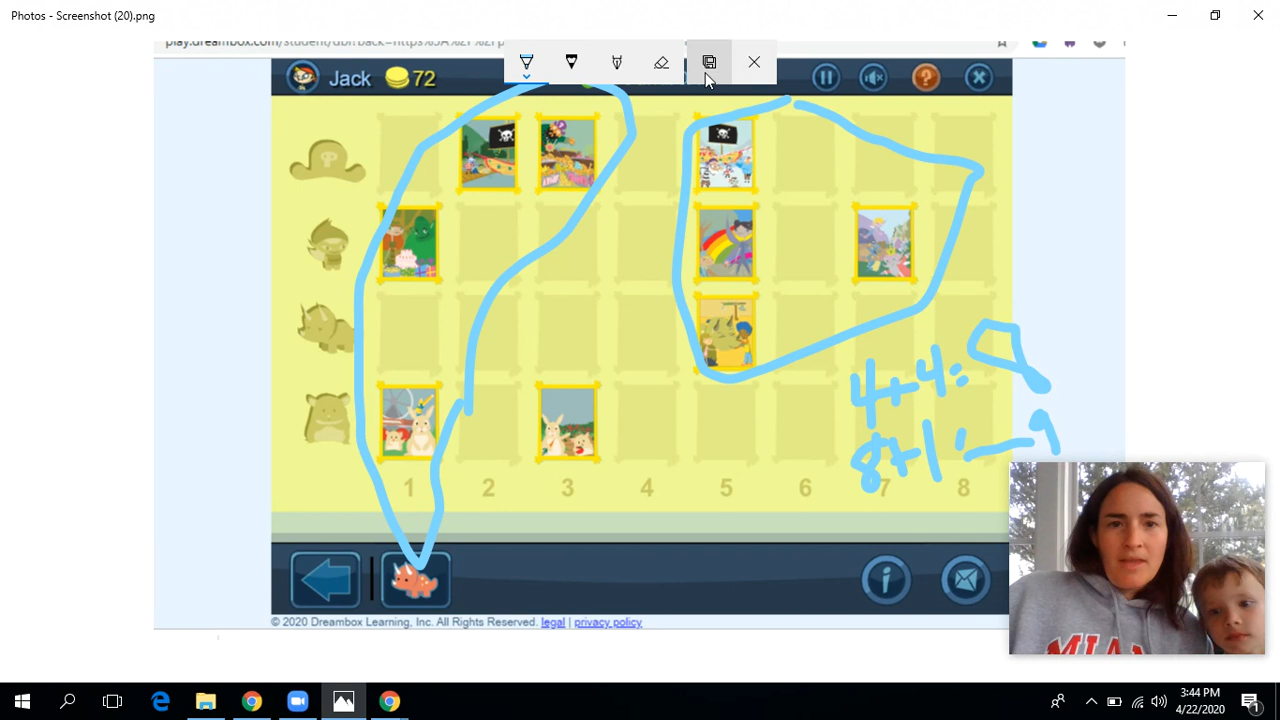 Photos - Screenshot (20).png
Jack 72
4+4=8
8+1=9
1 2 3 4 5 6 7 8
© 2020 Dreambox Learning, Inc. All Rights Reserved. legal | privacy policy
3:44 PM
4/22/2020